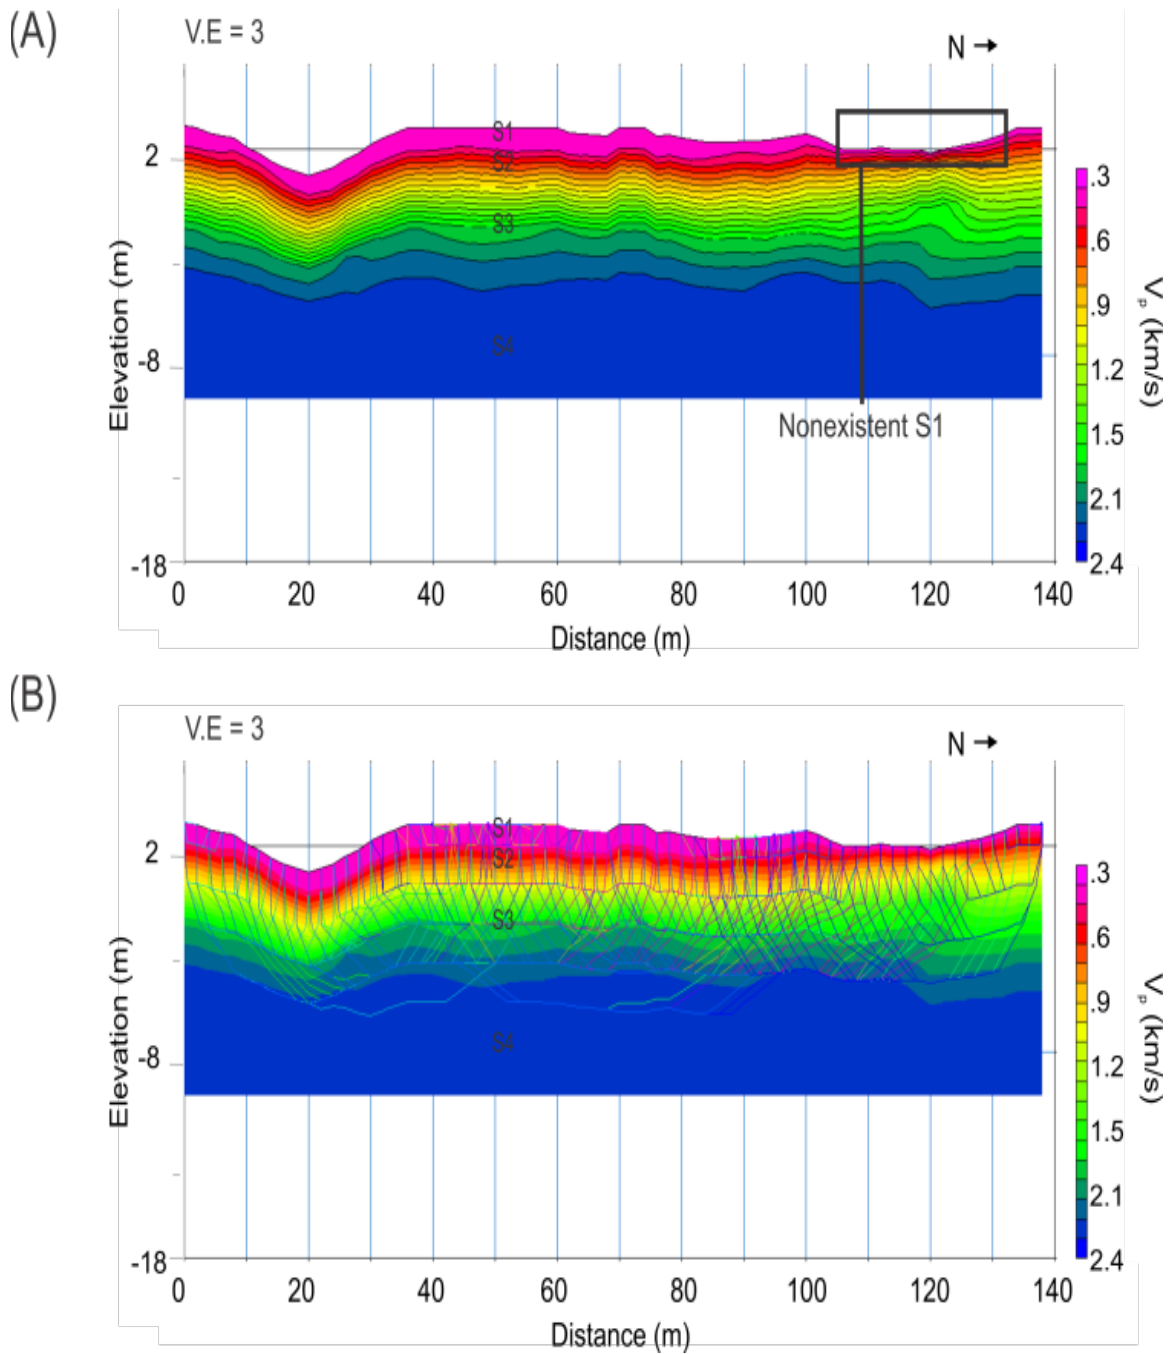 (A)
V.E = 3
N →
S1
S2
S3
S4
Nonexistent S1
2
-8
-18
Elevation (m)
0 20 40 60 80 100 120 140
Distance (m)
.3
.6
.9
1.2
1.5
2.1
2.4
Vp (km/s)
(B)
V.E = 3
N →
S1
S2
S3
S4
2
-8
-18
Elevation (m)
0 20 40 60 80 100 120 140
Distance (m)
.3
.6
.9
1.2
1.5
2.1
2.4
Vp (km/s)